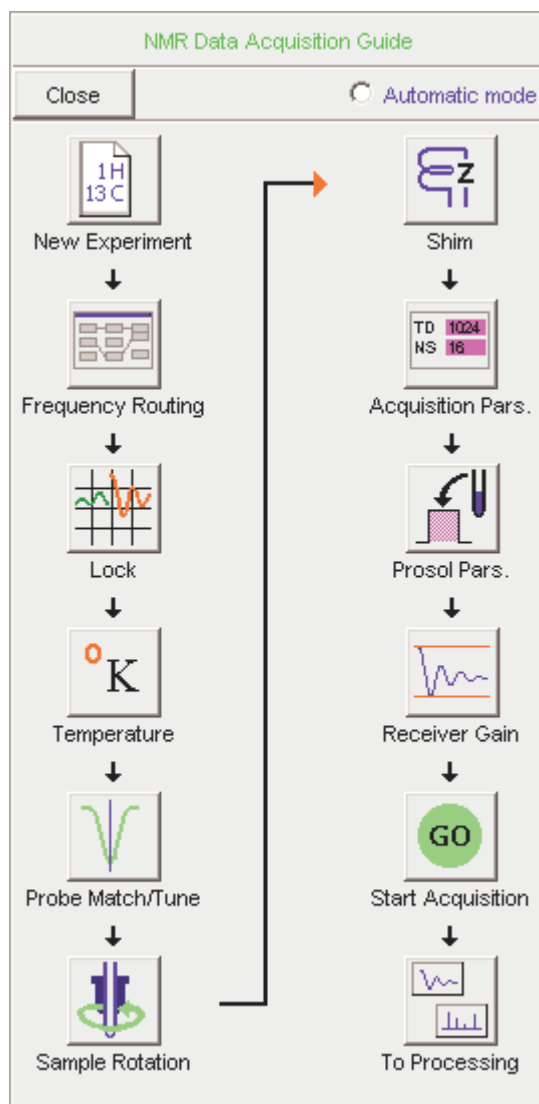 NMR Data Acquisition Guide
Close
Automatic mode
1H
13C
New Experiment
Frequency Routing
Lock
°K
Temperature
Probe Match/Tune
Sample Rotation
Z
Shim
TD 1024
NS 16
Acquisition Pars.
Prosol Pars.
Receiver Gain
GO
Start Acquisition
To Processing